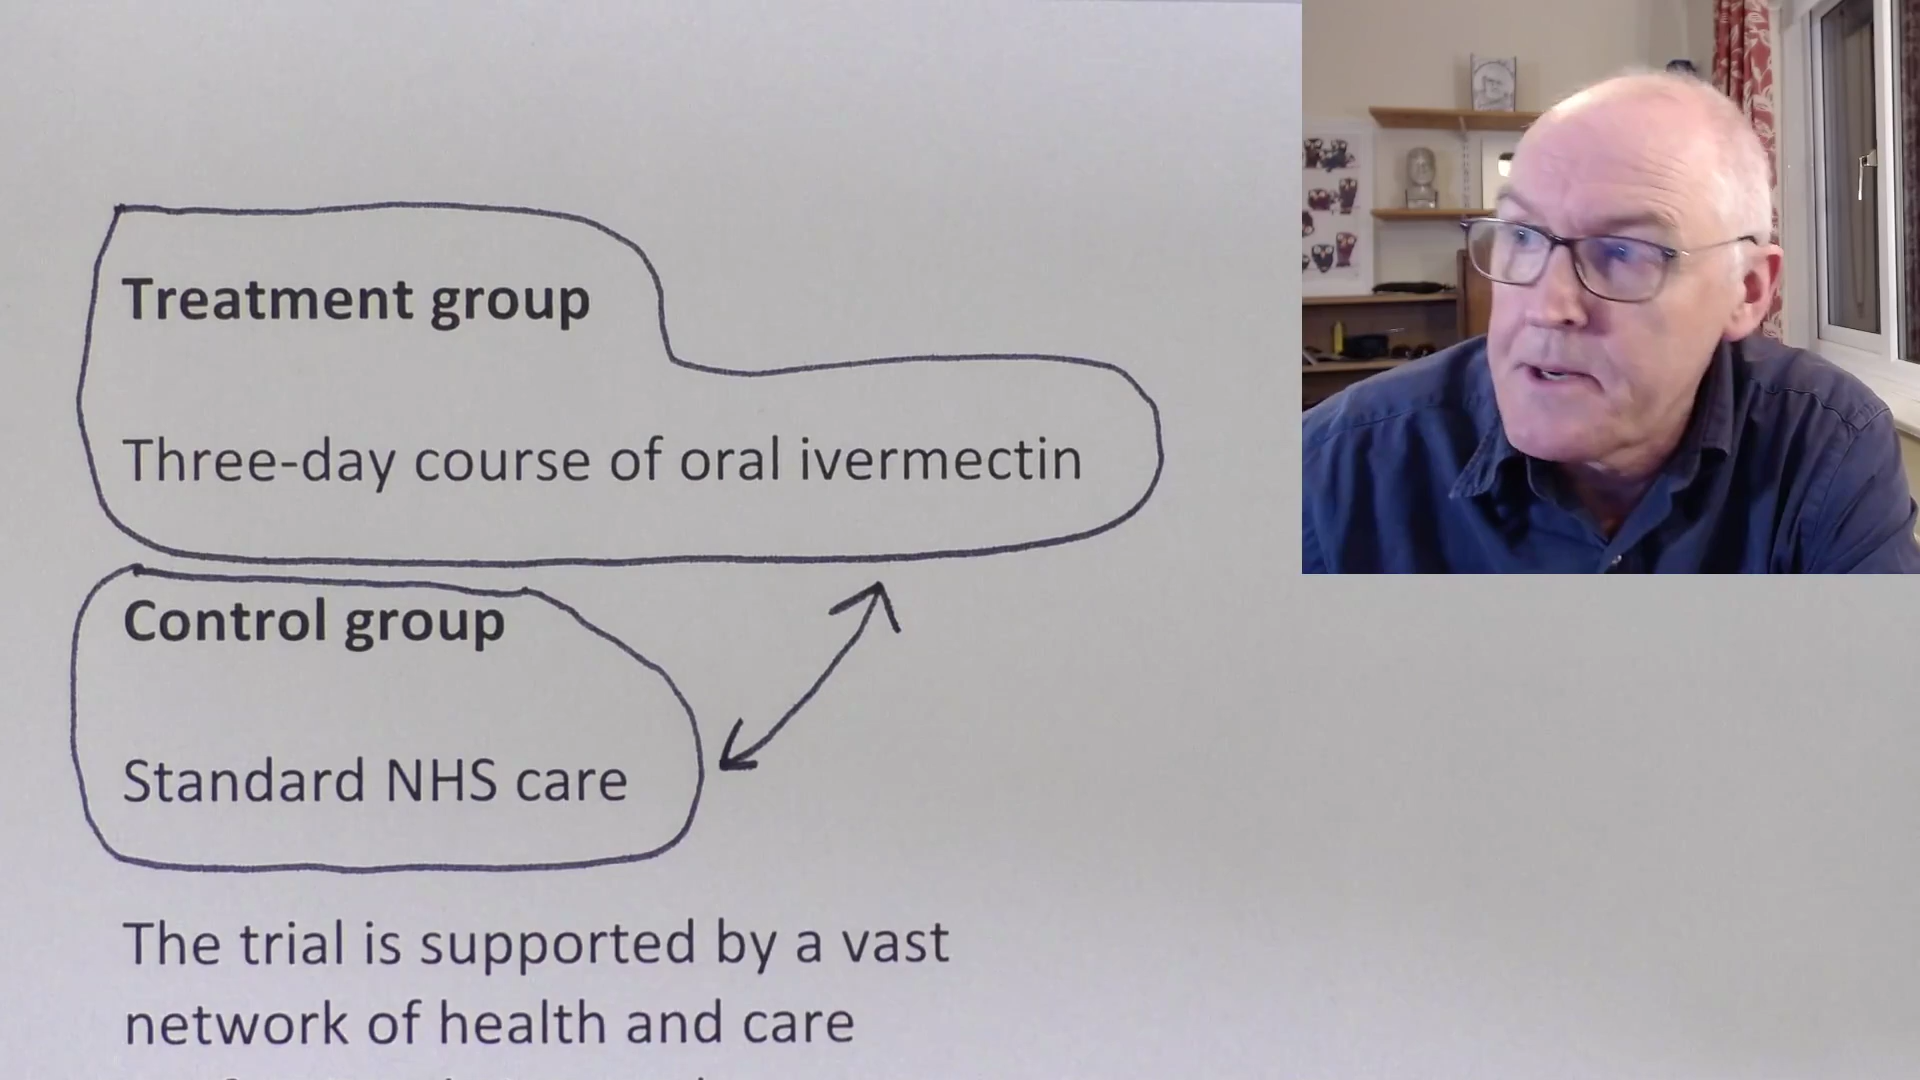 Treatment group
Three-day course of oral ivermectin
Control group
Standard NHS care
The trial is supported by a vast
network of health and care